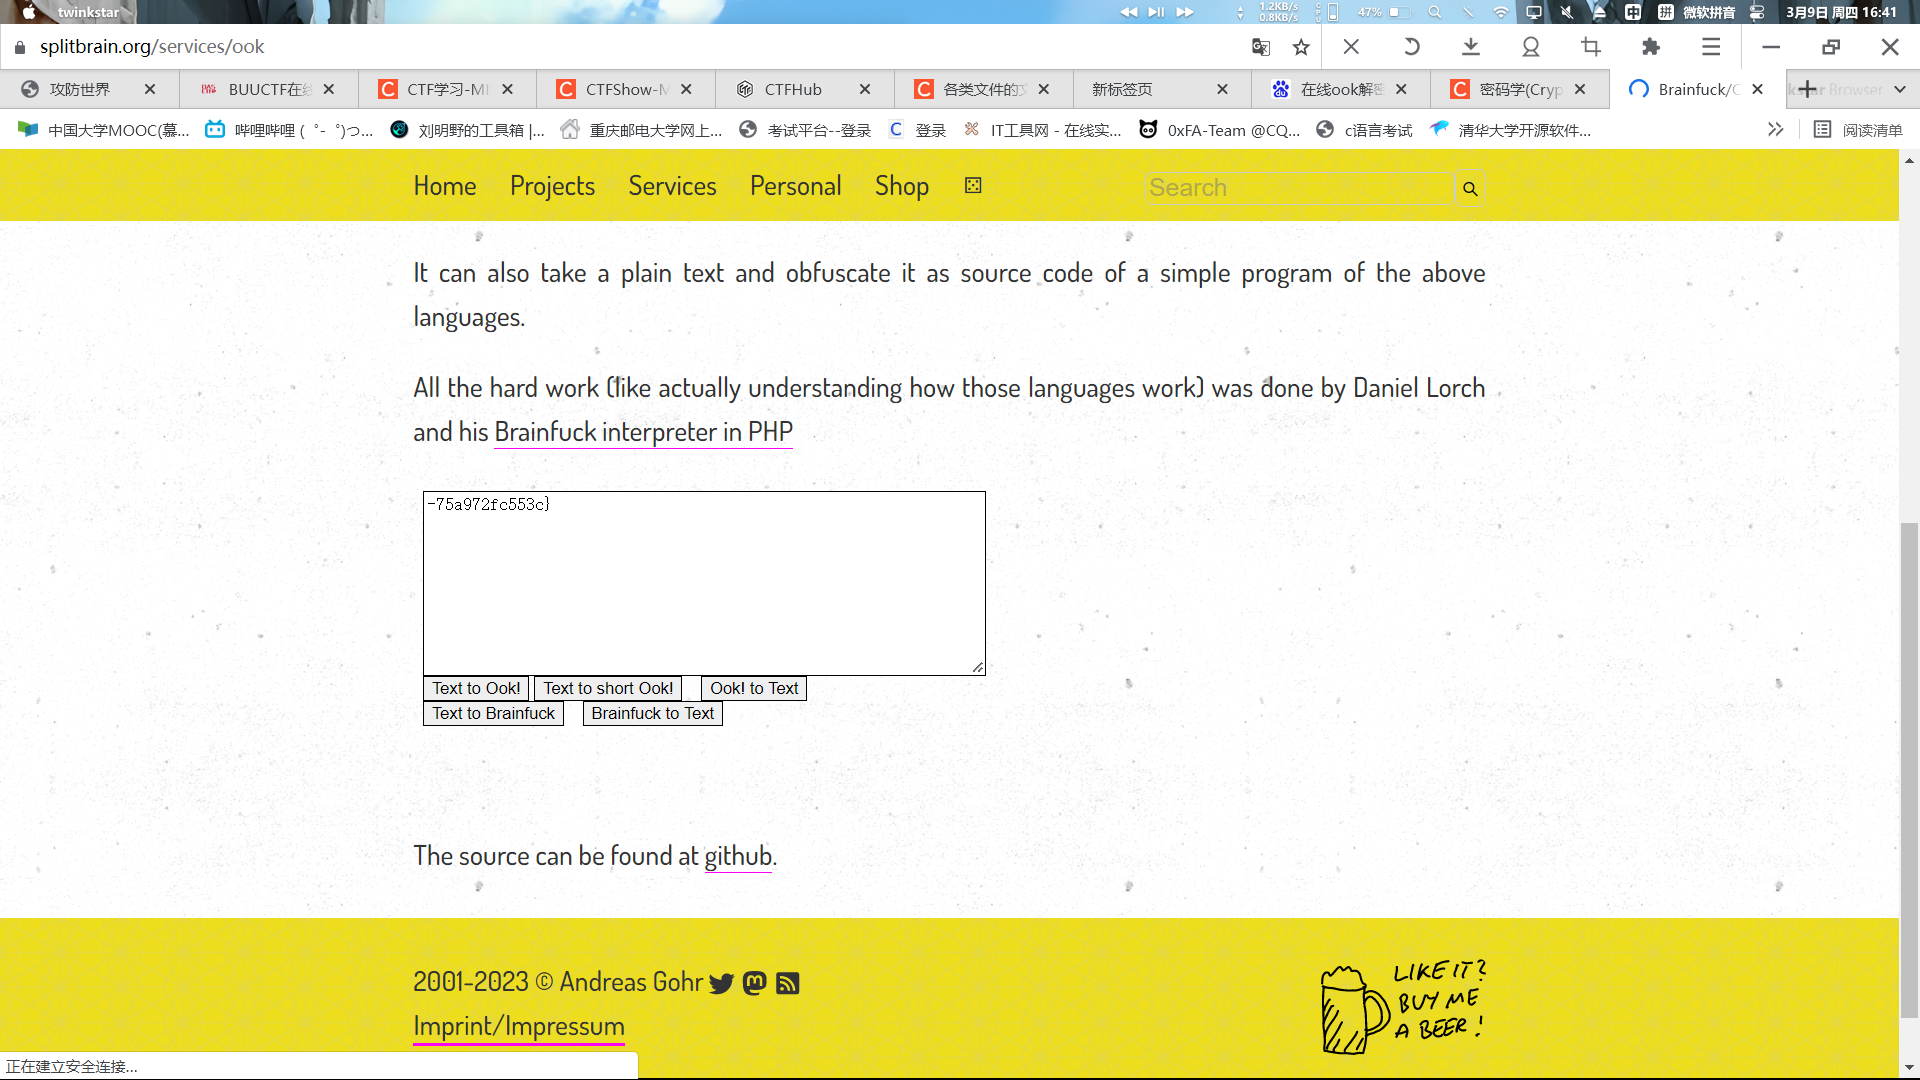 twinkstar
1.2KB/s
0.8KB/s
47%
中
拼
微软拼音
3月9日 周四 16:41
splitbrain.org/services/ook
攻防世界
BUUCTF在线
CTF学习-MI
CTFShow-M
CTFHub
各类文件的文
新标签页
在线ook解密
密码学(Cryp
Brainfuck/C
Browser
中国大学MOOC(慕...
哔哩哔哩 ( ゜- ゜)つ...
刘明野的工具箱 |...
重庆邮电大学网上...
考试平台--登录
登录
IT工具网 - 在线实...
0xFA-Team @CQ...
c语言考试
清华大学开源软件...
阅读清单
Home Projects Services Personal Shop
Search
It can also take a plain text and obfuscate it as source code of a simple program of the above
languages.
All the hard work (like actually understanding how those languages work) was done by Daniel Lorch
and his Brainfuck interpreter in PHP
-75a972fc553c}
Text to Ook! Text to short Ook! Ook! to Text
Text to Brainfuck Brainfuck to Text
The source can be found at github.
2001-2023 © Andreas Gohr
Imprint/Impressum
LIKE IT?
BUY ME
A BEER!
正在建立安全连接...